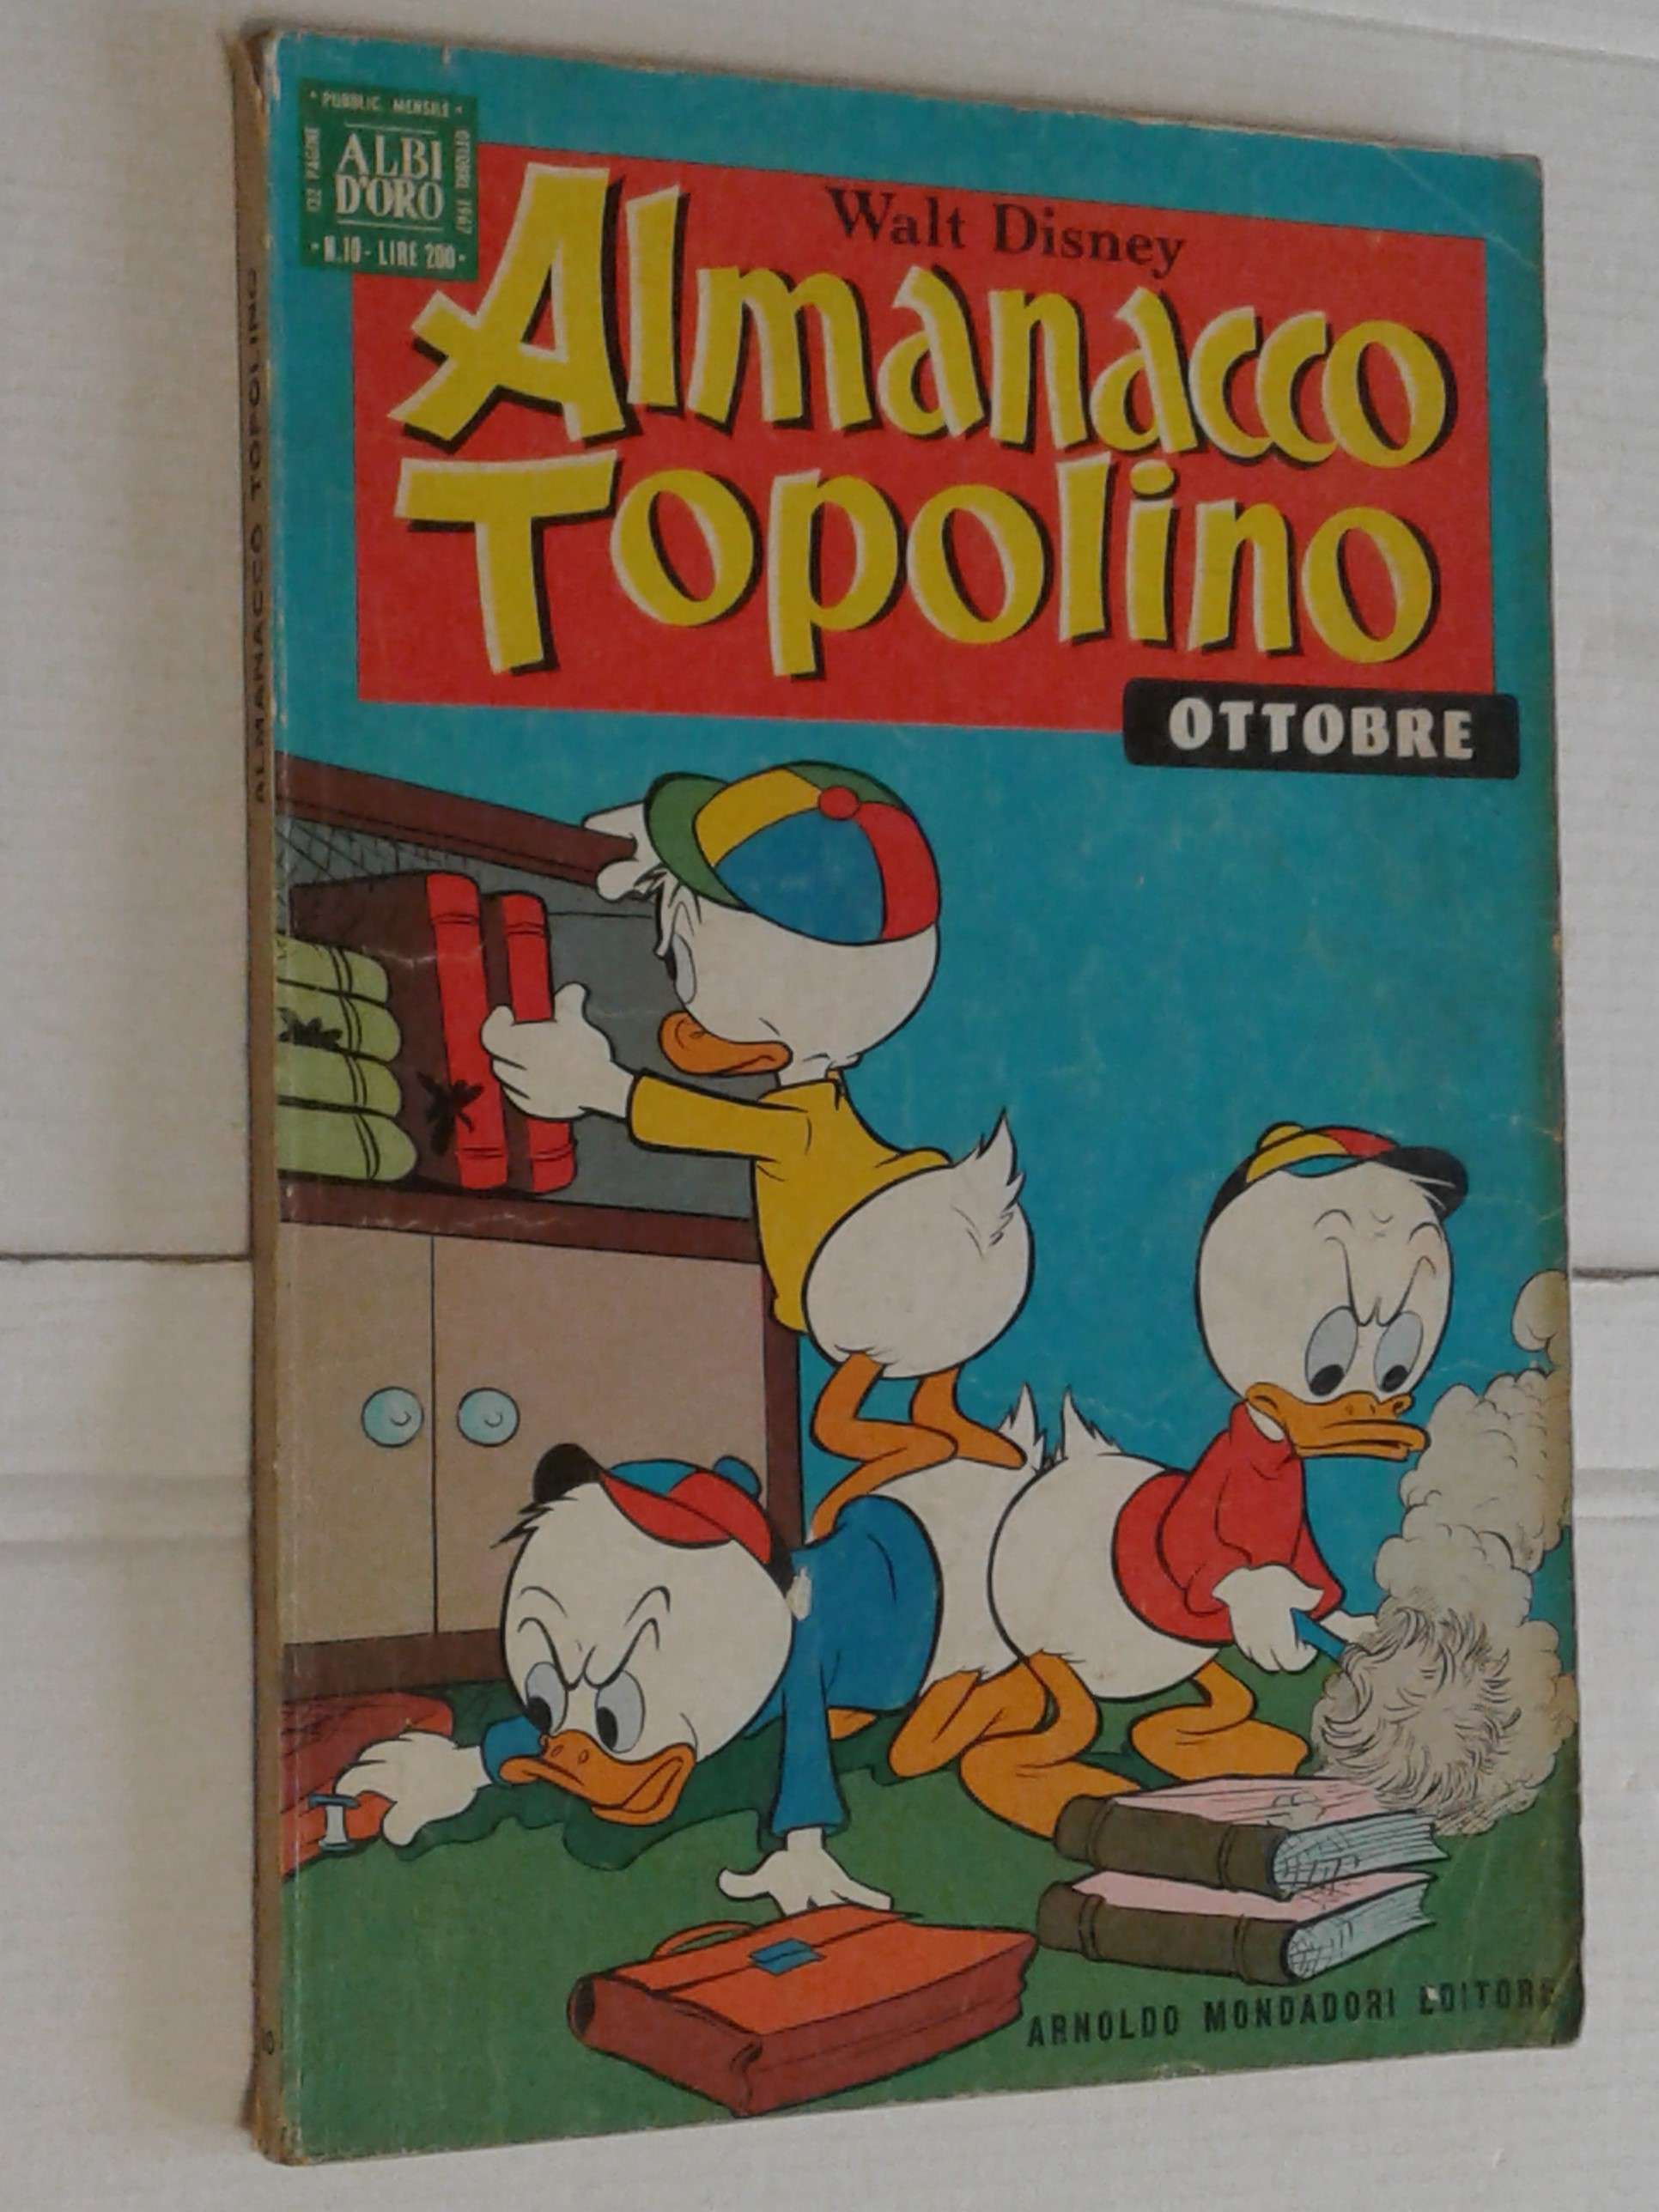 • PUBBLIC. MENSILE •
132 PAGINE
ALBI
D'ORO
OTTOBRE 1967
• N.10 - LIRE 200 •
Walt Disney
Almanacco
Topolino
OTTOBRE
ALMANACCO TOPOLINO
ARNOLDO MONDADORI EDITORE